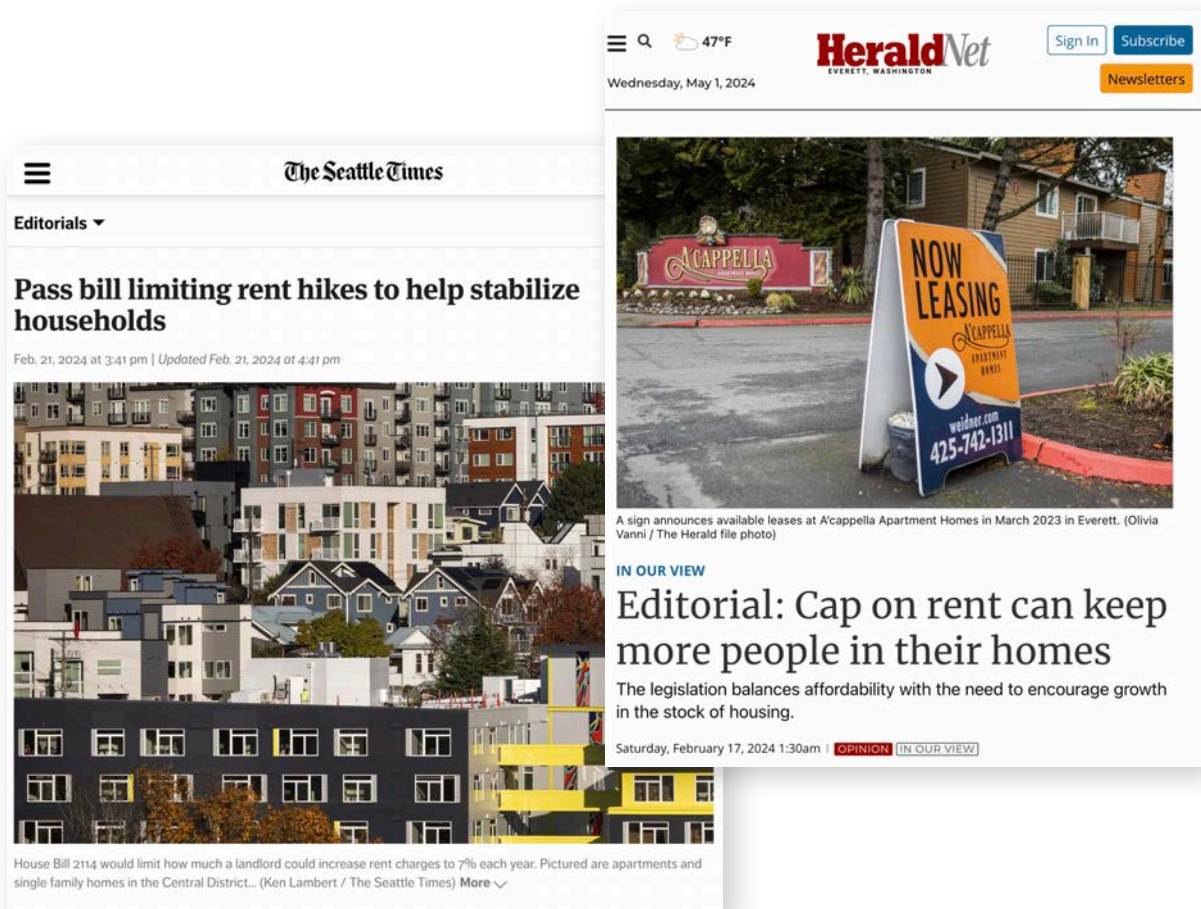 The Seattle Times
Editorials
Pass bill limiting rent hikes to help stabilize
households
Feb. 21, 2024 at 3:41 pm | Updated Feb. 21, 2024 at 4:41 pm
House Bill 2114 would limit how much a landlord could increase rent charges to 7% each year. Pictured are apartments and
single family homes in the Central District... (Ken Lambert / The Seattle Times) More
47°F
HeraldNet
EVERETT, WASHINGTON
Sign In
Subscribe
Wednesday, May 1, 2024
Newsletters
A'CAPPELLA
APARTMENT HOMES
NOW
LEASING
A'CAPPELLA
APARTMENT
HOMES
weidner.com
425-742-1311
A sign announces available leases at A'cappella Apartment Homes in March 2023 in Everett. (Olivia
Vanni / The Herald file photo)
IN OUR VIEW
Editorial: Cap on rent can keep
more people in their homes
The legislation balances affordability with the need to encourage growth
in the stock of housing.
Saturday, February 17, 2024 1:30am | OPINION IN OUR VIEW